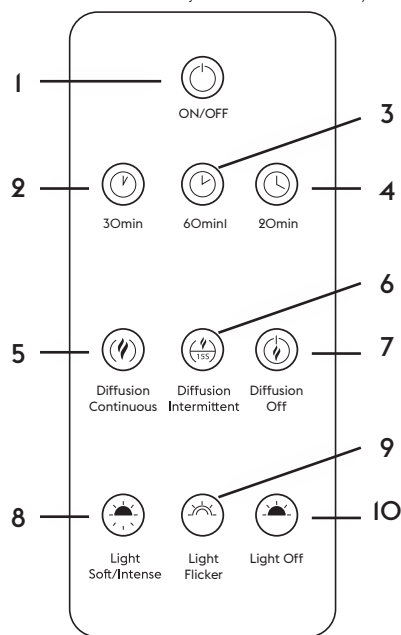 1
ON/OFF
3
2
4
30min
60minI
20min
6
15S
5
7
Diffusion
Continuous
Diffusion
Intermittent
Diffusion
Off
9
8
10
Light
Soft/Intense
Light
Flicker
Light Off